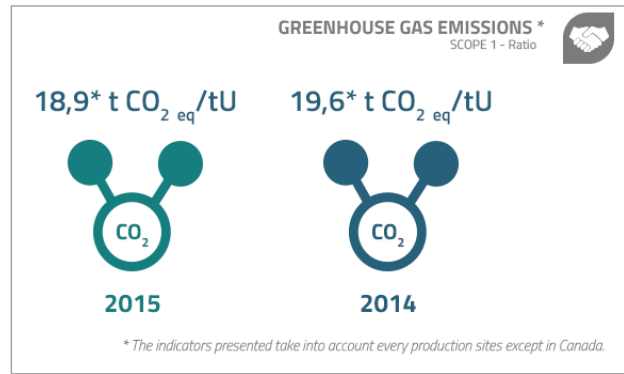 GREENHOUSE GAS EMISSIONS *
SCOPE 1 - Ratio
18,9* t CO₂ eq/tU
19,6* t CO₂ eq/tU
CO₂
CO₂
2015
2014
* The indicators presented take into account every production sites except in Canada.